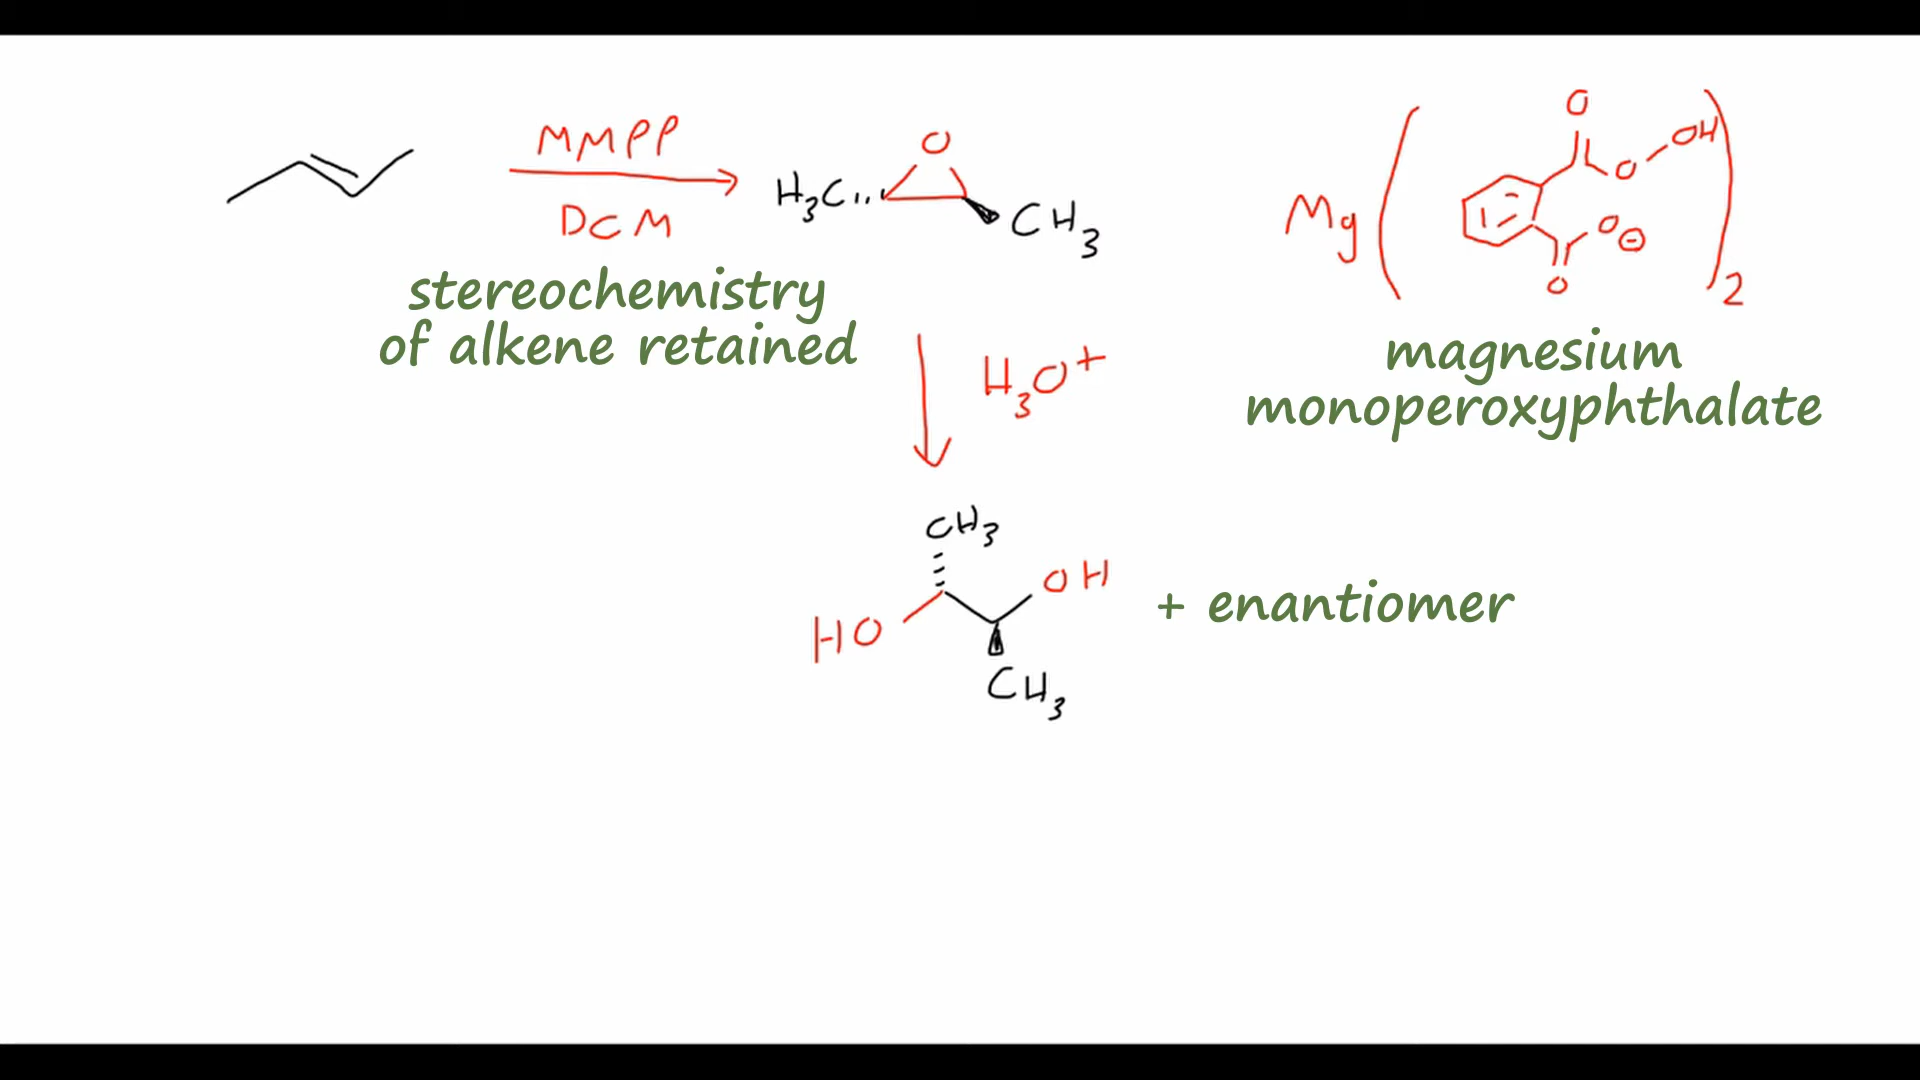 MMPP
DCM
O
H₃C
CH₃
stereochemistry
of alkene retained
H₃O⁺
O
OH
O
Mg
O⊖
O
2
magnesium
monoperoxyphthalate
CH₃
OH
HO
CH₃
+ enantiomer